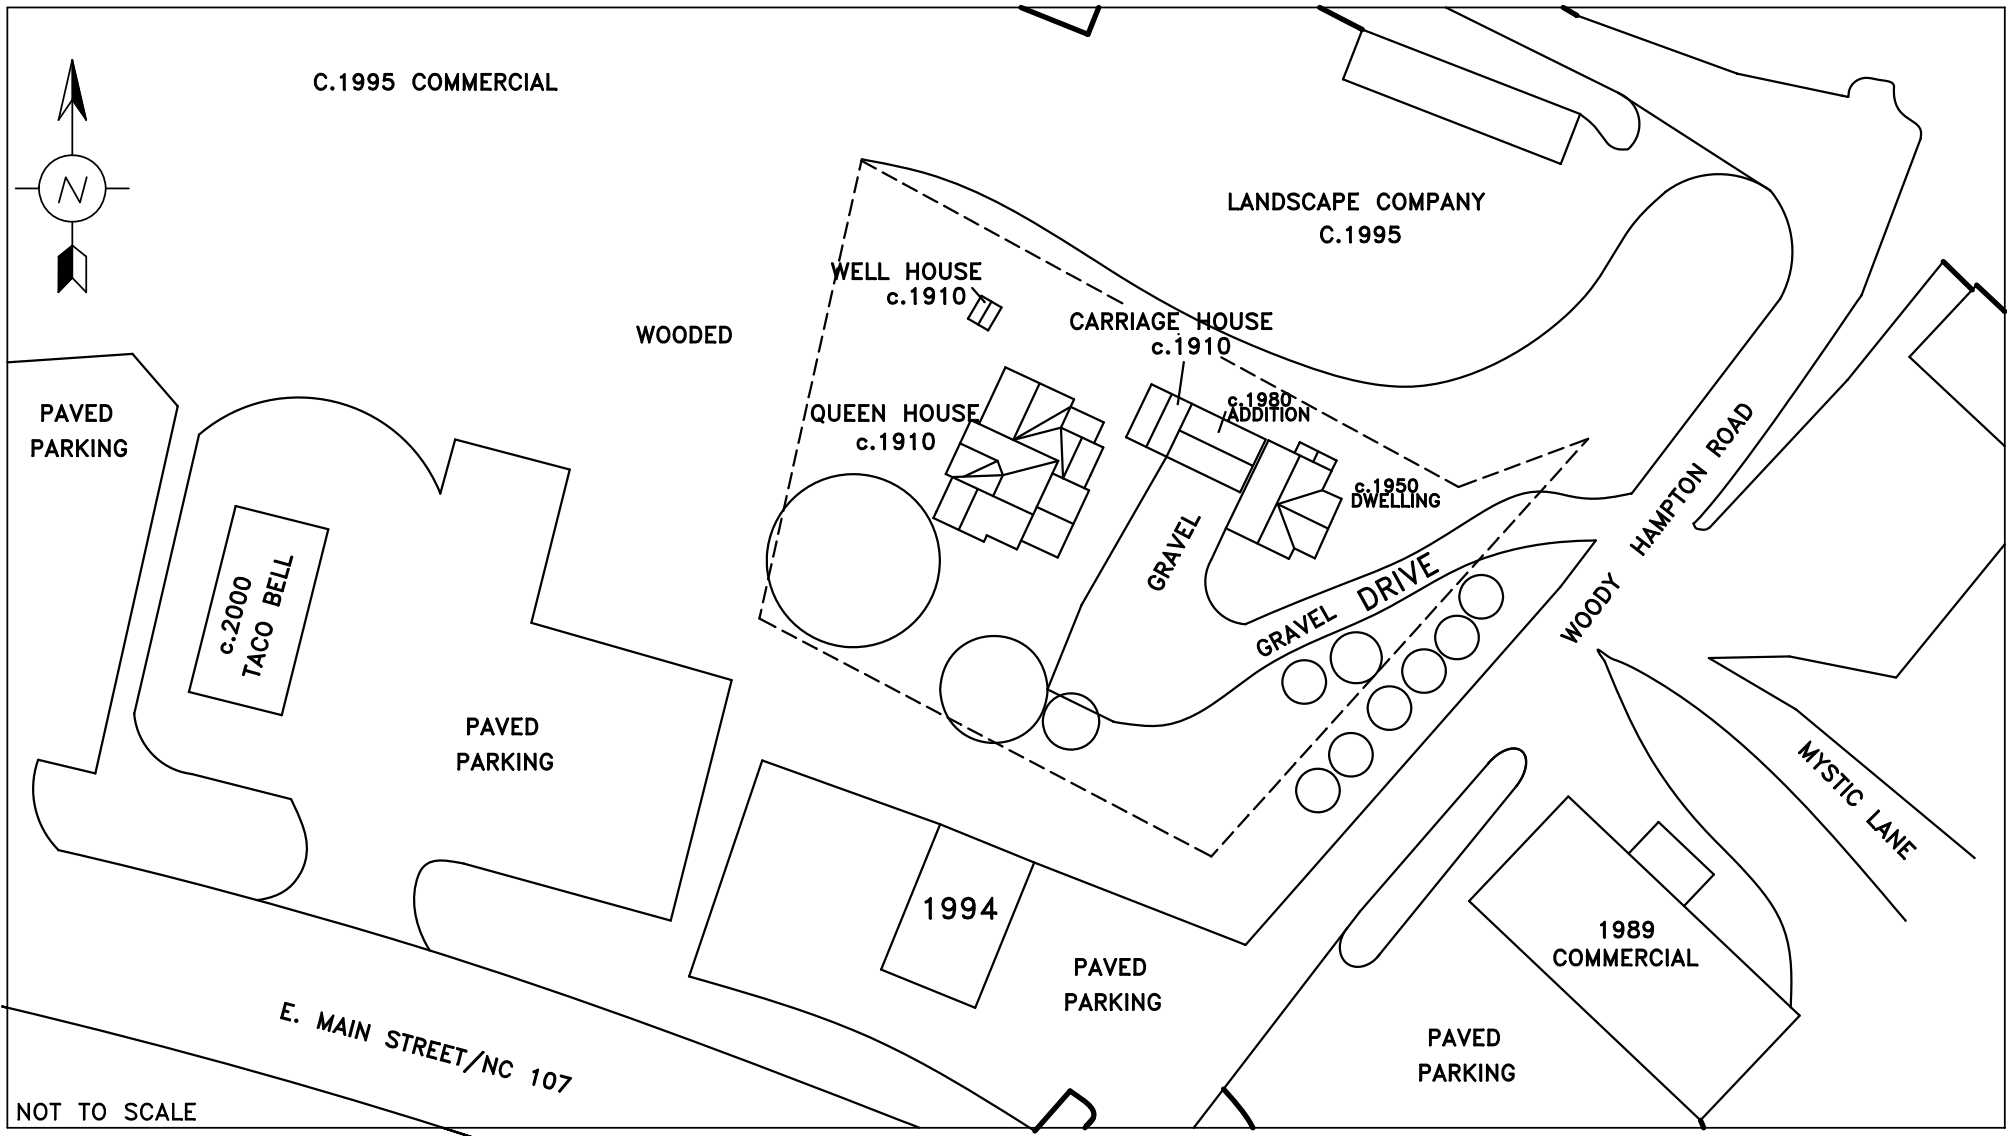 C.1995 COMMERCIAL
N
LANDSCAPE COMPANY
C.1995
WELL HOUSE
c.1910
CARRIAGE HOUSE
c.1910
WOODED
c.1980
ADDITION
QUEEN HOUSE
c.1910
PAVED
PARKING
c.1950
DWELLING
GRAVEL
HAMPTON ROAD
WOODY
GRAVEL DRIVE
c.2000
TACO BELL
PAVED
PARKING
MYSTIC LANE
1994
1989
COMMERCIAL
PAVED
PARKING
E. MAIN STREET/NC 107
PAVED
PARKING
NOT TO SCALE